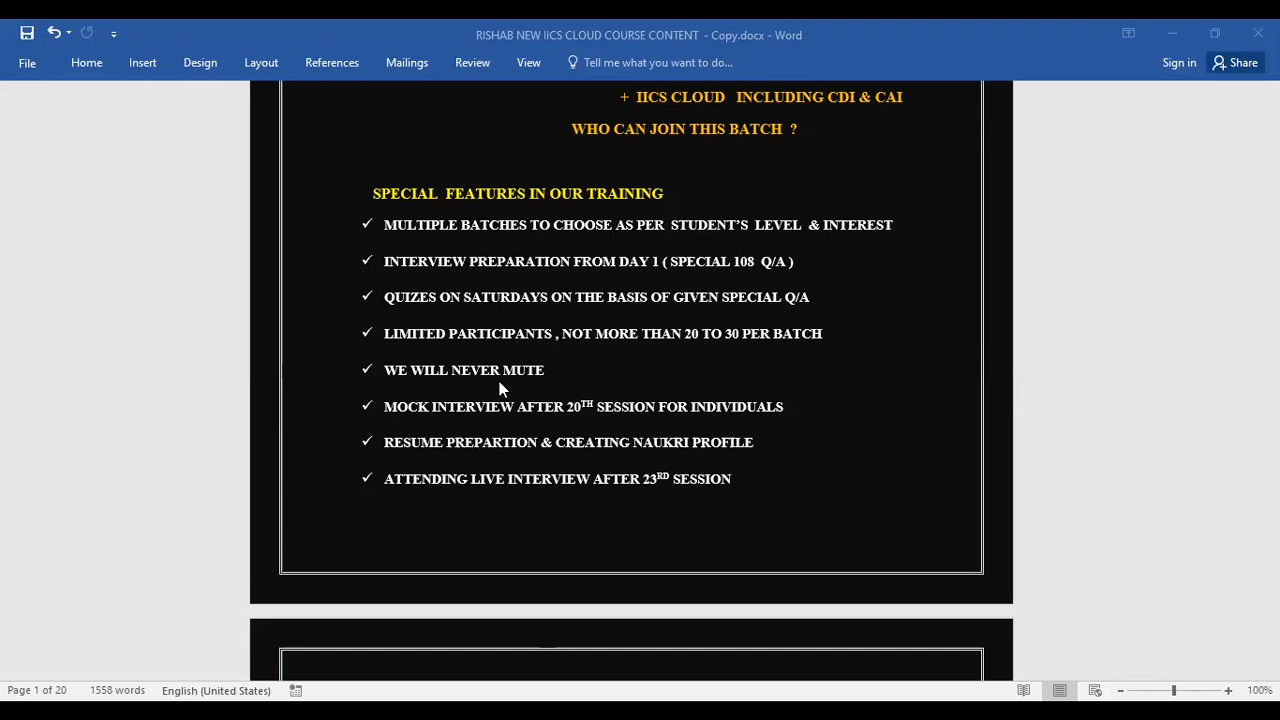 RISHAB NEW IICS CLOUD COURSE CONTENT - Copy.docx - Word
File Home Insert Design Layout References Mailings Review View Tell me what you want to do... Sign in Share
+ IICS CLOUD INCLUDING CDI & CAI
WHO CAN JOIN THIS BATCH ?
SPECIAL FEATURES IN OUR TRAINING
✓ MULTIPLE BATCHES TO CHOOSE AS PER STUDENT’S LEVEL & INTEREST
✓ INTERVIEW PREPARATION FROM DAY 1 ( SPECIAL 108 Q/A )
✓ QUIZES ON SATURDAYS ON THE BASIS OF GIVEN SPECIAL Q/A
✓ LIMITED PARTICIPANTS , NOT MORE THAN 20 TO 30 PER BATCH
✓ WE WILL NEVER MUTE
✓ MOCK INTERVIEW AFTER 20TH SESSION FOR INDIVIDUALS
✓ RESUME PREPARTION & CREATING NAUKRI PROFILE
✓ ATTENDING LIVE INTERVIEW AFTER 23RD SESSION
Page 1 of 20 1558 words English (United States) 100%